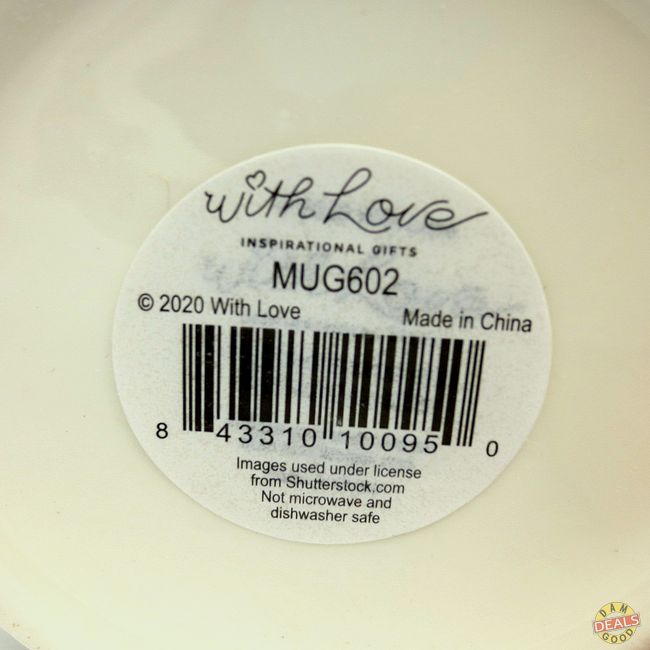 with Love
INSPIRATIONAL GIFTS
MUG602
© 2020 With Love Made in China
8 43310 10095 0
Images used under license
from Shutterstock.com
Not microwave and
dishwasher safe
DAM
DEALS
GOOD